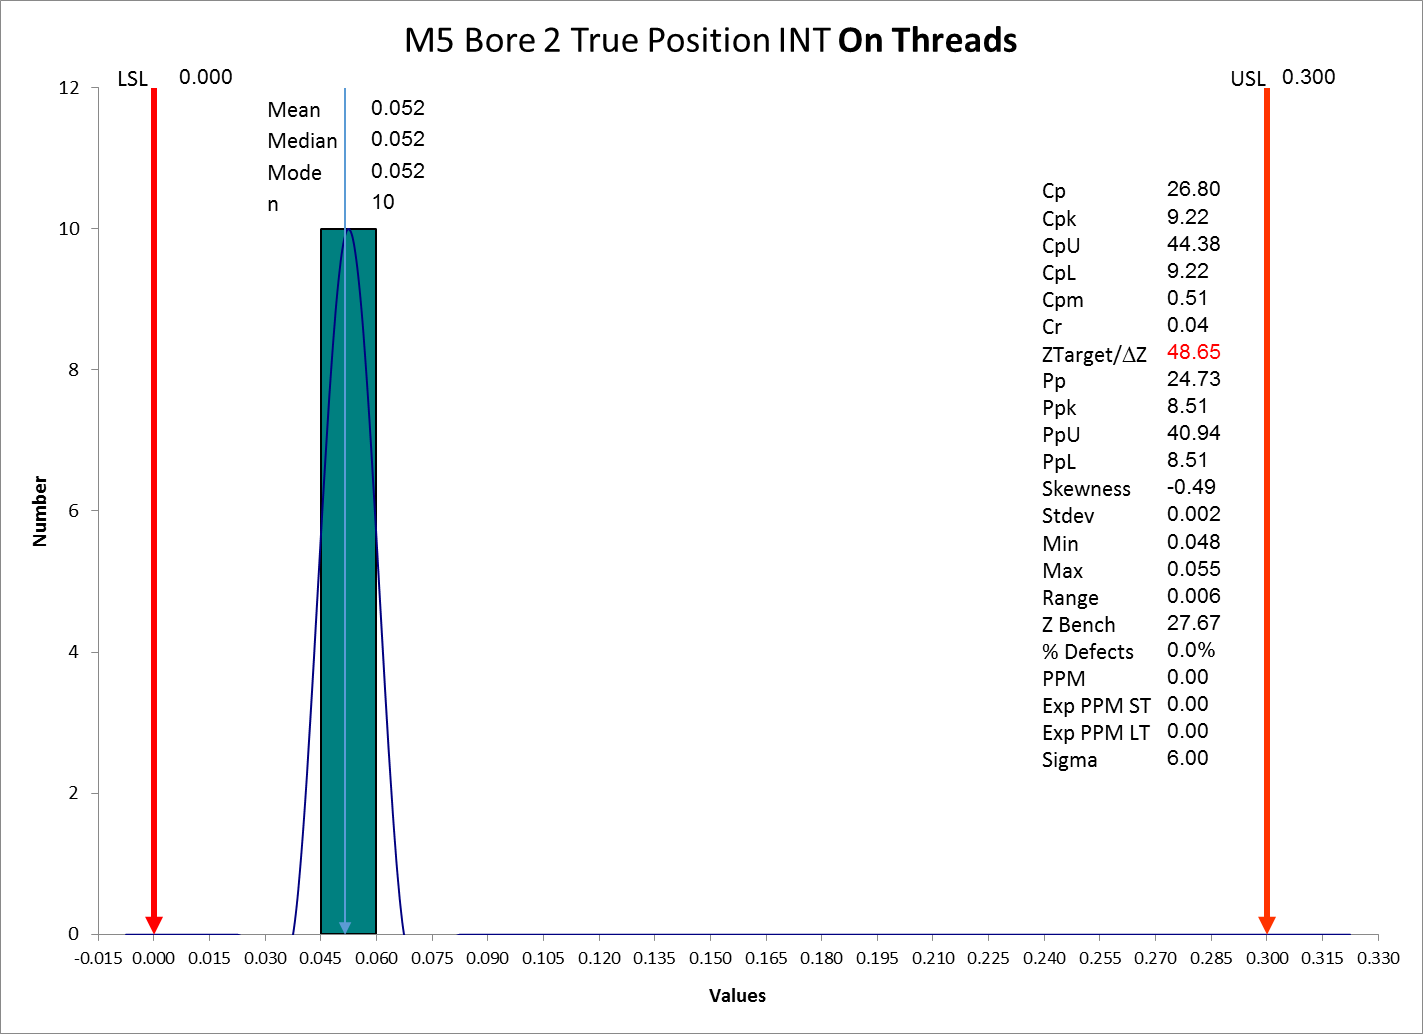 M5 Bore 2 True Position INT On Threads
LSL 0.000
USL 0.300
Mean 0.052
Median 0.052
Mode 0.052
n 10
Cp 26.80
Cpk 9.22
CpU 44.38
CpL 9.22
Cpm 0.51
Cr 0.04
ZTarget/ΔZ 48.65
Pp 24.73
Ppk 8.51
PpU 40.94
PpL 8.51
Skewness -0.49
Stdev 0.002
Min 0.048
Max 0.055
Range 0.006
Z Bench 27.67
% Defects 0.0%
PPM 0.00
Exp PPM ST 0.00
Exp PPM LT 0.00
Sigma 6.00
12
10
8
6
4
2
0
Number
-0.015 0.000 0.015 0.030 0.045 0.060 0.075 0.090 0.105 0.120 0.135 0.150 0.165 0.180 0.195 0.210 0.225 0.240 0.255 0.270 0.285 0.300 0.315 0.330
Values